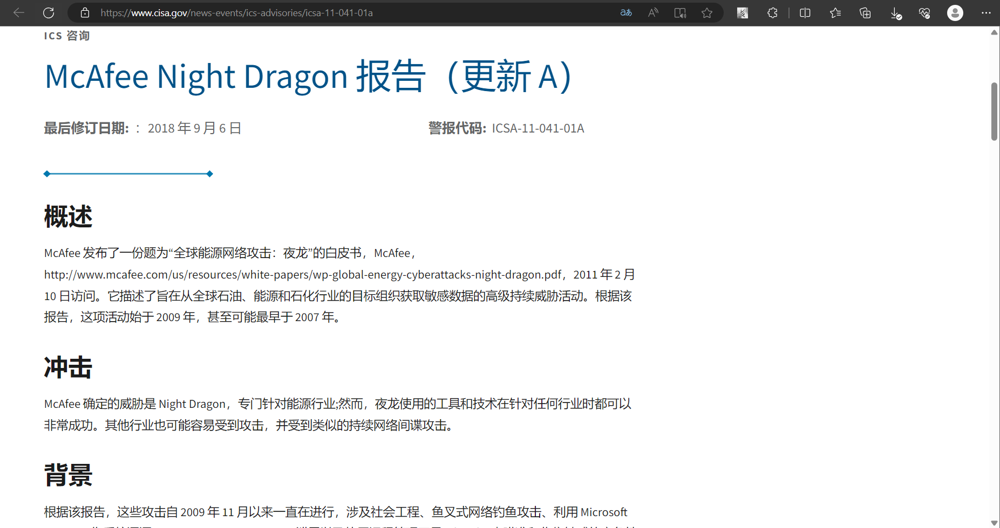 https://www.cisa.gov/news-events/ics-advisories/icsa-11-041-01a
ICS 咨询
McAfee Night Dragon 报告（更新 A）
最后修订日期: ：2018 年 9 月 6 日
警报代码: ICSA-11-041-01A
概述
McAfee 发布了一份题为“全球能源网络攻击：夜龙”的白皮书，McAfee，
http://www.mcafee.com/us/resources/white-papers/wp-global-energy-cyberattacks-night-dragon.pdf，2011 年 2 月
10 日访问。它描述了旨在从全球石油、能源和石化行业的目标组织获取敏感数据的高级持续威胁活动。根据该
报告，这项活动始于 2009 年，甚至可能最早于 2007 年。
冲击
McAfee 确定的威胁是 Night Dragon，专门针对能源行业;然而，夜龙使用的工具和技术在针对任何行业时都可以
非常成功。其他行业也可能容易受到攻击，并受到类似的持续网络间谍攻击。
背景
根据该报告，这些攻击自 2009 年 11 月以来一直在进行，涉及社会工程、鱼叉式网络钓鱼攻击、利用 Microsoft